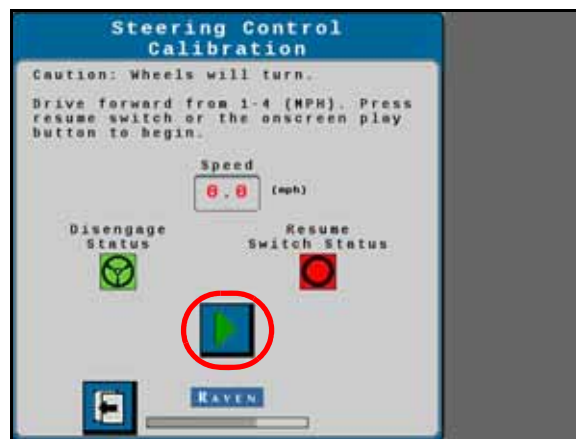 Steering Control
Calibration
Caution: Wheels will turn.
Drive forward from 1-4 (MPH). Press
resume switch or the onscreen play
button to begin.
Speed
0.0 (mph)
Disengage
Status
Resume
Switch Status
RAVEN